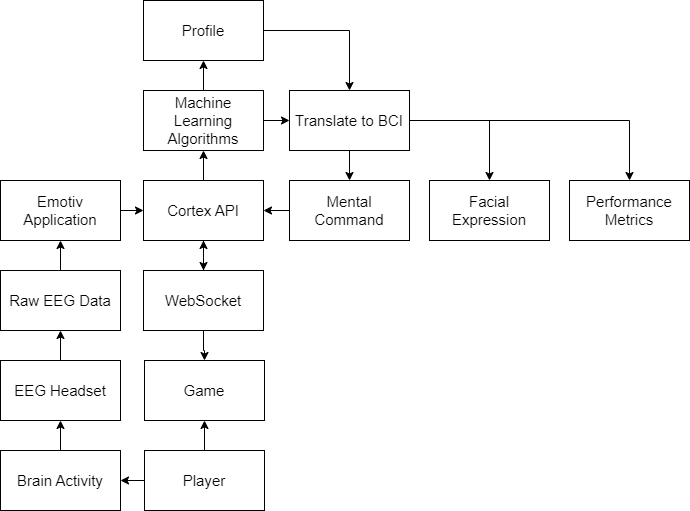 Profile
Machine
Learning
Algorithms
Translate to BCI
Emotiv
Application
Cortex API
Mental
Command
Facial
Expression
Performance
Metrics
Raw EEG Data
WebSocket
EEG Headset
Game
Brain Activity
Player